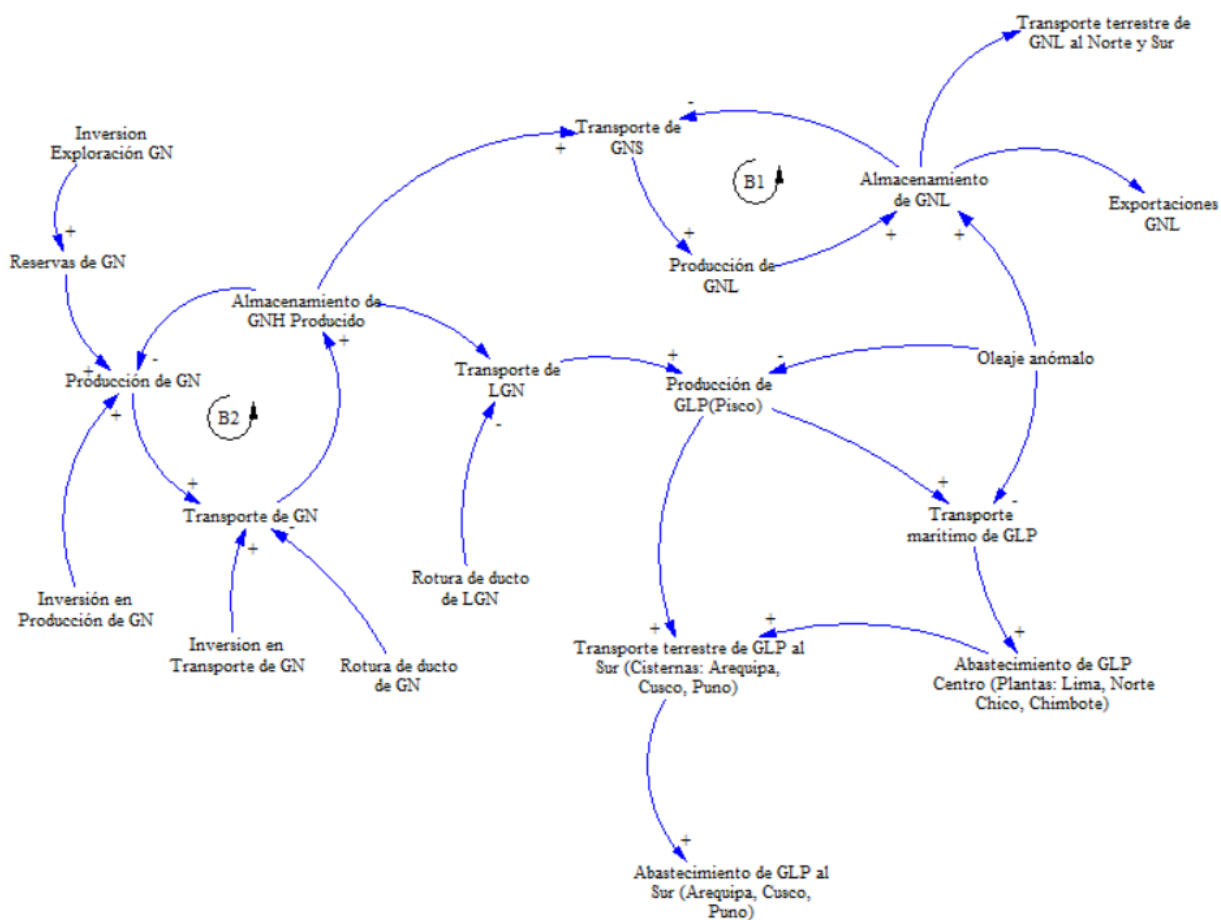 Transporte terrestre de
GNL al Norte y Sur
-
Inversion
Exploración GN
Transporte de
GNS
+
B1
Almacenamiento
de GNL
Exportaciones
GNL
+
Reservas de GN
+
Producción de
GNL
+
+
Almacenamiento de
GNH Producido
+
-
+
Producción de GN
+
B2
Transporte de
LGN
-
+
Producción de
GLP(Pisco)
-
Oleaje anómalo
+
Transporte de GN
-
+
+
-
Transporte
marítimo de GLP
Inversión en
Producción de GN
Inversion en
Transporte de GN
Rotura de ducto
de GN
Rotura de ducto
de LGN
+
+
Transporte terrestre de GLP al
Sur (Cisternas: Arequipa,
Cusco, Puno)
+
Abastecimiento de GLP
Centro (Plantas: Lima, Norte
Chico, Chimbote)
+
Abastecimiento de GLP al
Sur (Arequipa, Cusco,
Puno)